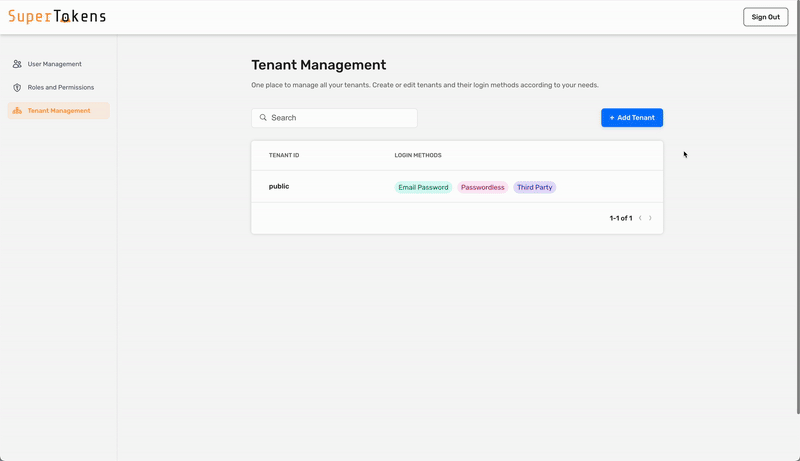 SuperTokens
Sign Out
User Management
Roles and Permissions
Tenant Management
Tenant Management
One place to manage all your tenants. Create or edit tenants and their login methods according to your needs.
Search
+ Add Tenant
TENANT ID LOGIN METHODS
public Email Password Passwordless Third Party
1-1 of 1